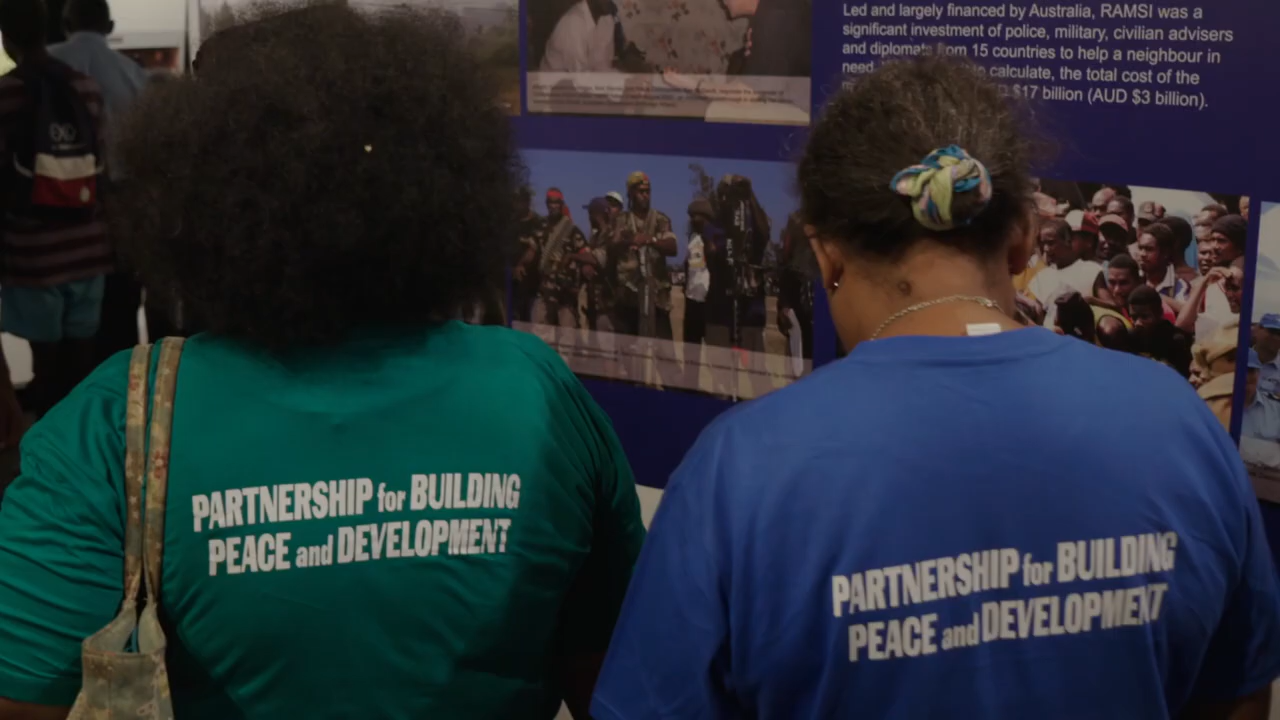 Led and largely financed by Australia, RAMSI was a
significant investment of police, military, civilian advisers
and diplomats from 15 countries to help a neighbour in
need. to calculate, the total cost of the
$17 billion (AUD $3 billion).
PARTNERSHIP for BUILDING
PEACE and DEVELOPMENT
PARTNERSHIP for BUILDING
PEACE and DEVELOPMENT